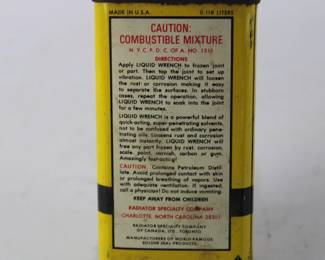 MADE IN U.S.A. 0.118 LITERS
CAUTION:
COMBUSTIBLE MIXTURE
N.Y.C.F.D.C. OF A. NO.
DIRECTIONS
Apply LIQUID WRENCH to frozen joint
or part. Then tap the joint to set up
vibration. LIQUID WRENCH will loosen
the rust or corrosion making it easy
to separate the surfaces. In stubborn
cases, repeat the operation, allowing
LIQUID WRENCH to soak into the joint
for a few minutes.
LIQUID WRENCH is a powerful blend of
quick-acting, super-penetrating solvents,
not to be confused with ordinary pene-
trating oils. Loosens rust and corrosion
almost instantly. LIQUID WRENCH will
free any part frozen by rust, corrosion,
scale, paint, varnish, carbon or gum.
Amazingly fast-acting!
CAUTION: Contains Petroleum Distil-
late. Avoid prolonged contact with skin
or prolonged breathing of vapors. Use
with adequate ventilation. If ingested,
call a physician! Do not induce vomiting.
KEEP AWAY FROM CHILDREN
RADIATOR SPECIALTY COMPANY
CHARLOTTE, NORTH CAROLINA
RADIATOR SPECIALTY COMPANY
OF CANADA, LTD. TORONTO
MANUFACTURERS OF WORLD-FAMOUS
SOLDER SEAL PRODUCTS